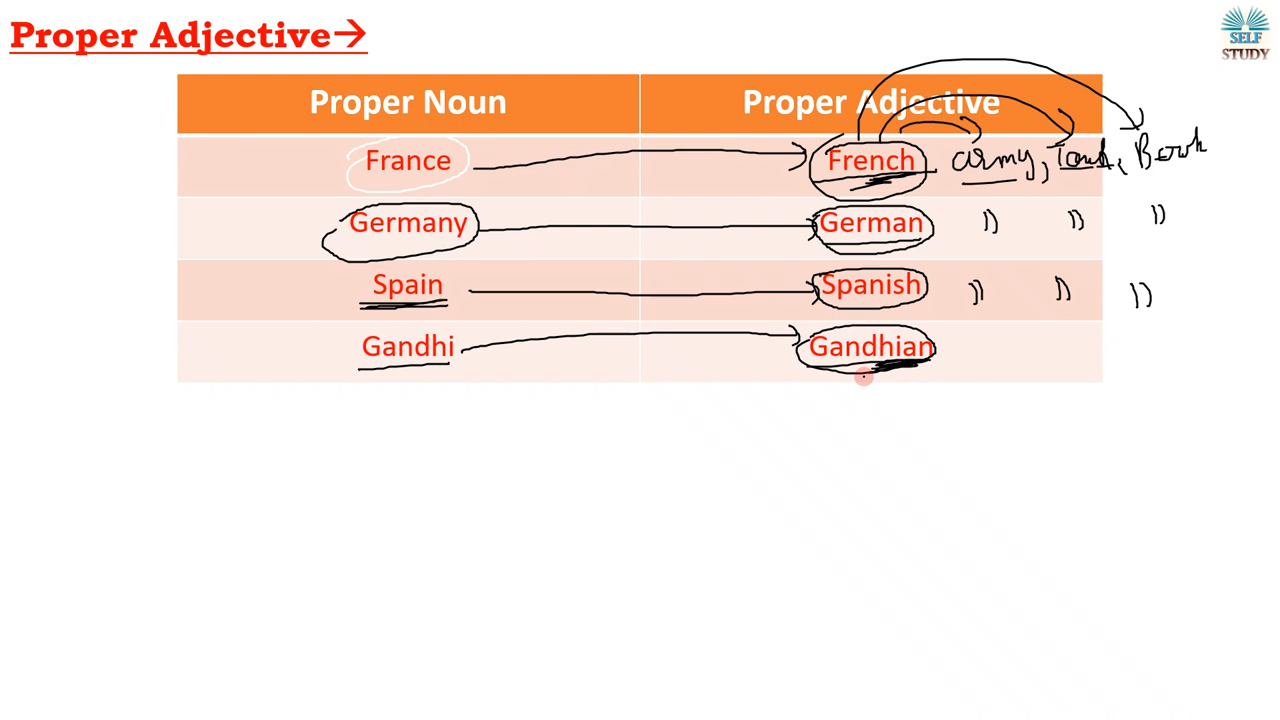 Proper Adjective→
SELF
STUDY
Proper Noun Proper Adjective
France French army, Tank, Book
Germany German 〃 〃 〃
Spain Spanish 〃 〃 〃
Gandhi Gandhian